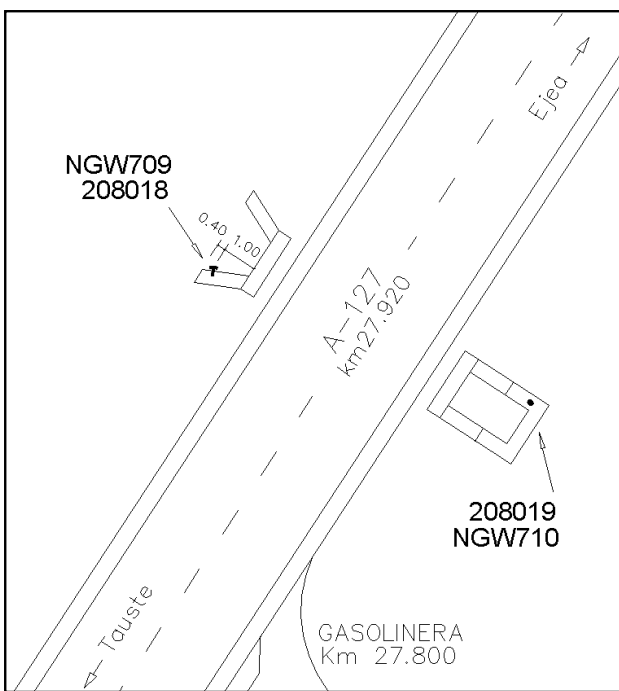 Ejea
NGW709
208018
0.40
1.00
A-127
km27.920
208019
NGW710
Tauste
GASOLINERA
Km 27.800